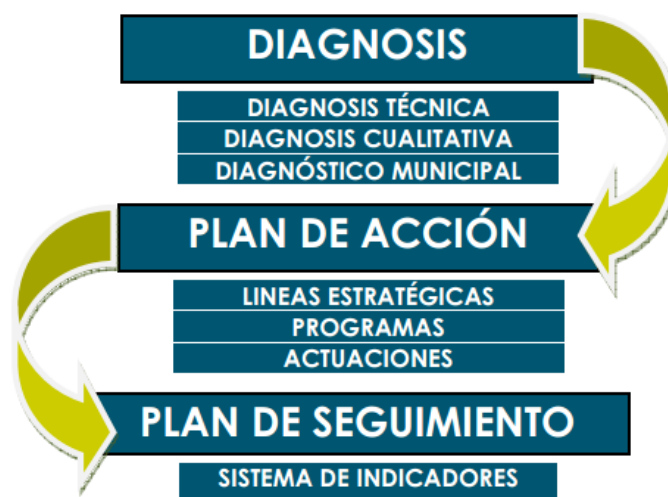 DIAGNOSIS
DIAGNOSIS TÉCNICA
DIAGNOSIS CUALITATIVA
DIAGNÓSTICO MUNICIPAL
PLAN DE ACCIÓN
LINEAS ESTRATÉGICAS
PROGRAMAS
ACTUACIONES
PLAN DE SEGUIMIENTO
SISTEMA DE INDICADORES